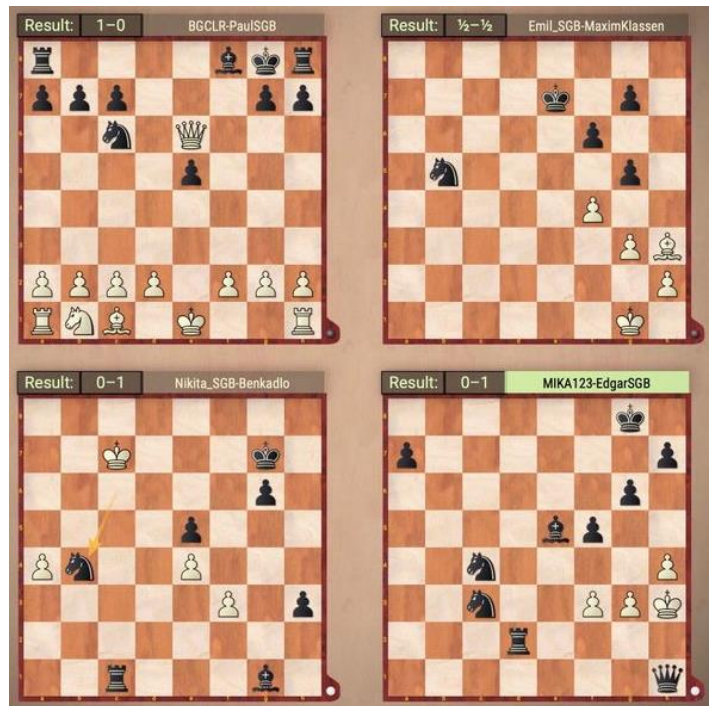 Result: 1–0 BGCLR-PaulSGB
Result: ½–½ Emil_SGB-MaximKlassen
Result: 0–1 Nikita_SGB-Benkadlo
Result: 0–1 MIKA123-EdgarSGB